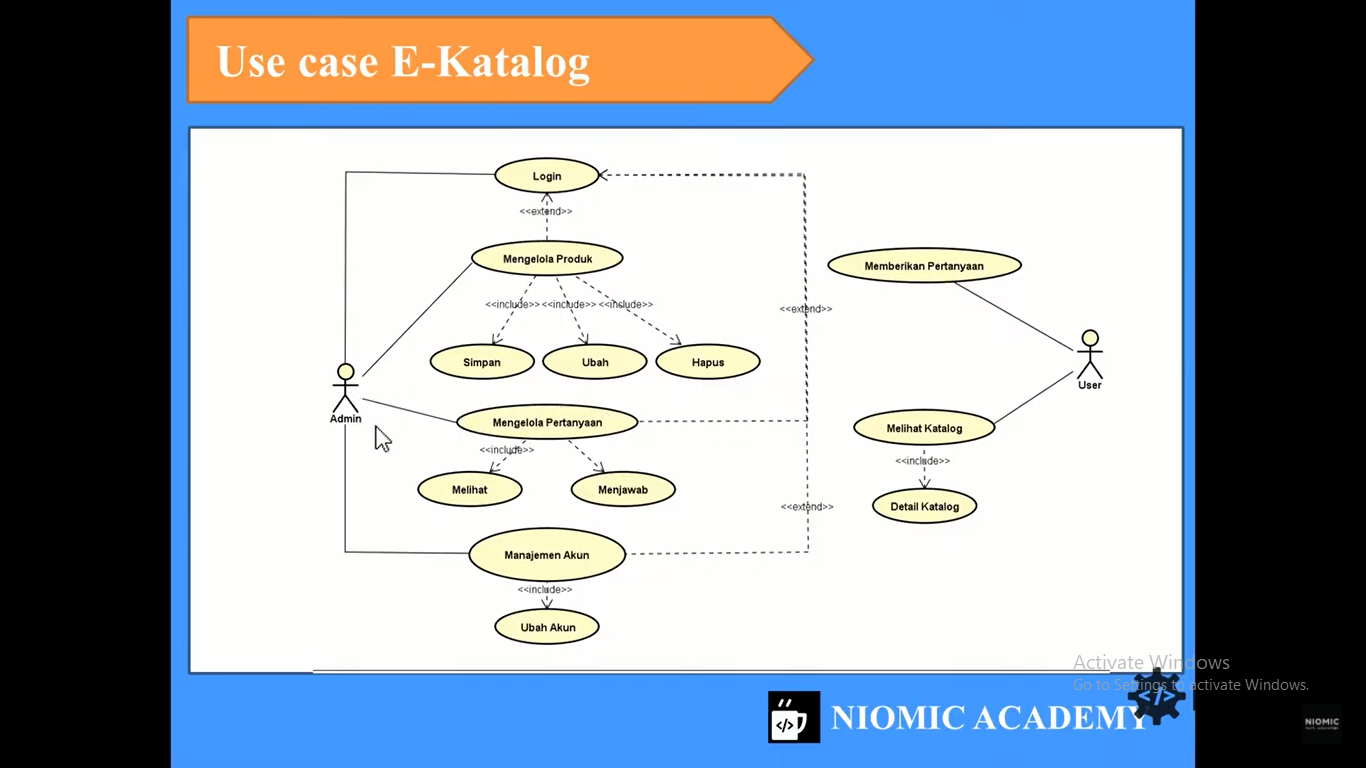 Use case E-Katalog
Login
<<extend>>
Mengelola Produk
<<include>> <<include>> <<include>>
Simpan
Ubah
Hapus
Admin
Mengelola Pertanyaan
<<include>>
Melihat
Menjawab
Manajemen Akun
<<include>>
Ubah Akun
<<extend>>
<<extend>>
Memberikan Pertanyaan
User
Melihat Katalog
<<include>>
Detail Katalog
Activate Windows
Go to Settings to activate Windows.
</>
NIOMIC ACADEMY
</>
NIOMIC
tech education